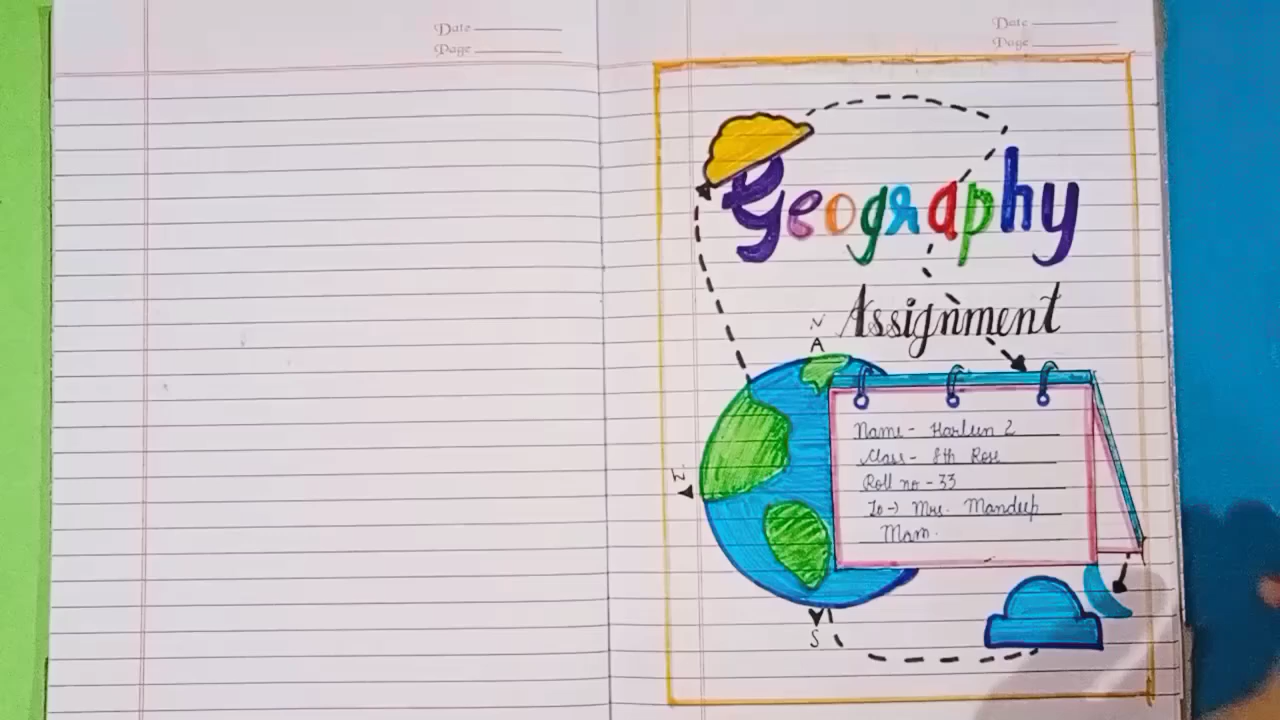 Date
Page
Date
Page
Geography
Assignment
N
A
Name- Harleen 2
Class- 8th Rose
Roll no - 33
To-> Mrs. Mandeep
Mam.
S